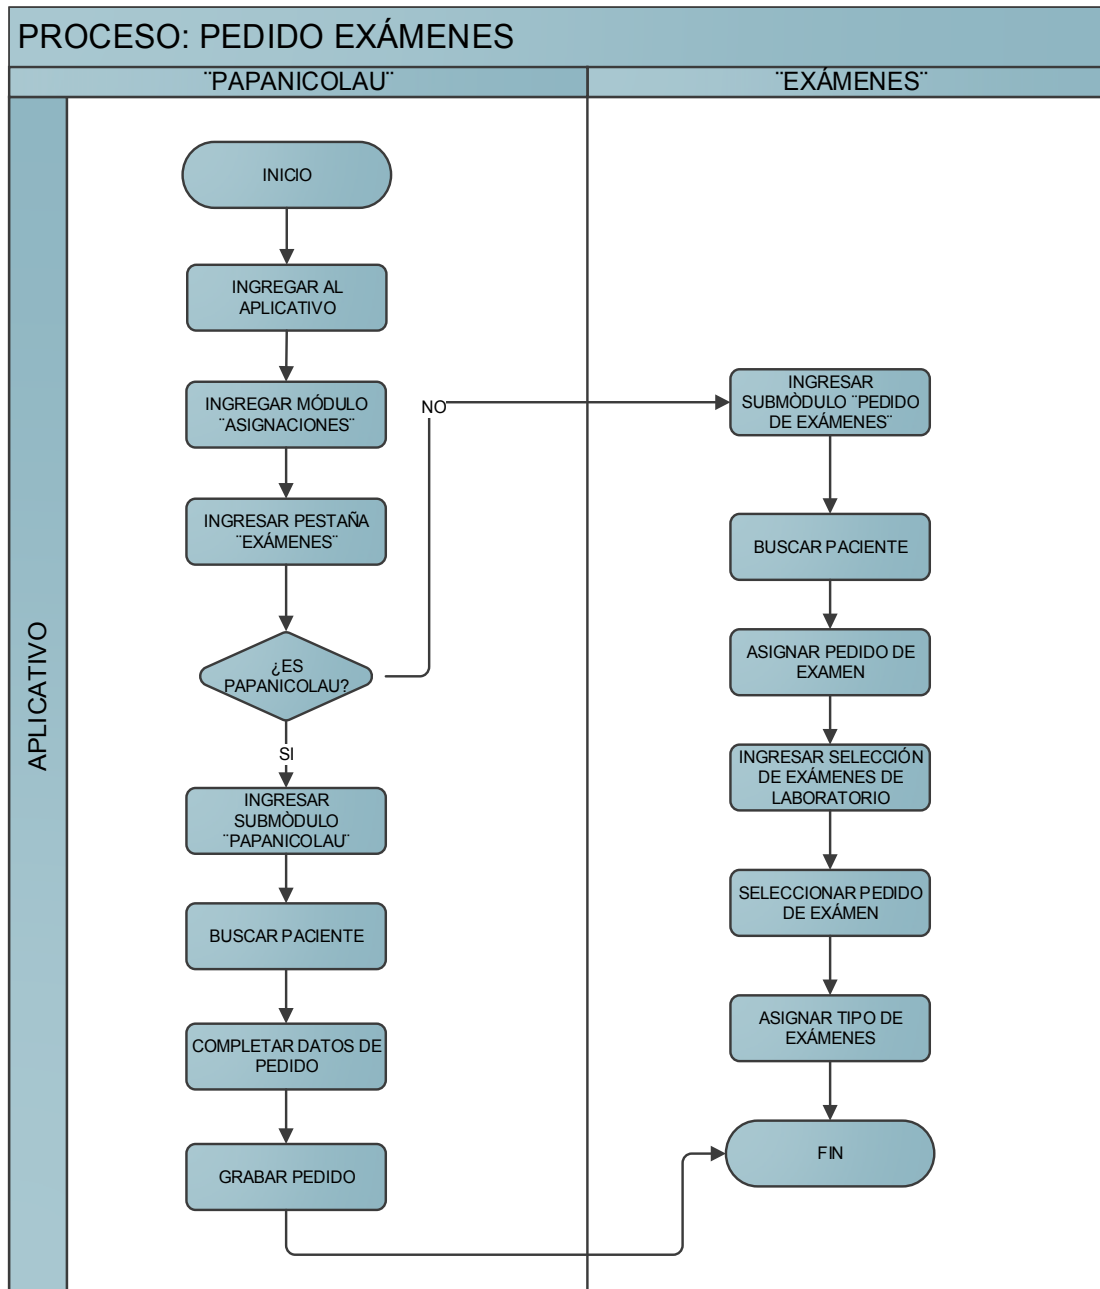 PROCESO: PEDIDO EXÁMENES
¨PAPANICOLAU¨
¨EXÁMENES¨
APLICATIVO
INICIO
INGREGAR AL
APLICATIVO
INGREGAR MÓDULO
¨ASIGNACIONES¨
INGRESAR PESTAÑA
¨EXÁMENES¨
¿ES
PAPANICOLAU?
NO
SI
INGRESAR
SUBMÒDULO
¨PAPANICOLAU¨
BUSCAR PACIENTE
COMPLETAR DATOS DE
PEDIDO
GRABAR PEDIDO
INGRESAR
SUBMÒDULO ¨PEDIDO
DE EXÁMENES¨
BUSCAR PACIENTE
ASIGNAR PEDIDO DE
EXAMEN
INGRESAR SELECCIÓN
DE EXÁMENES DE
LABORATORIO
SELECCIONAR PEDIDO
DE EXÁMEN
ASIGNAR TIPO DE
EXÁMENES
FIN